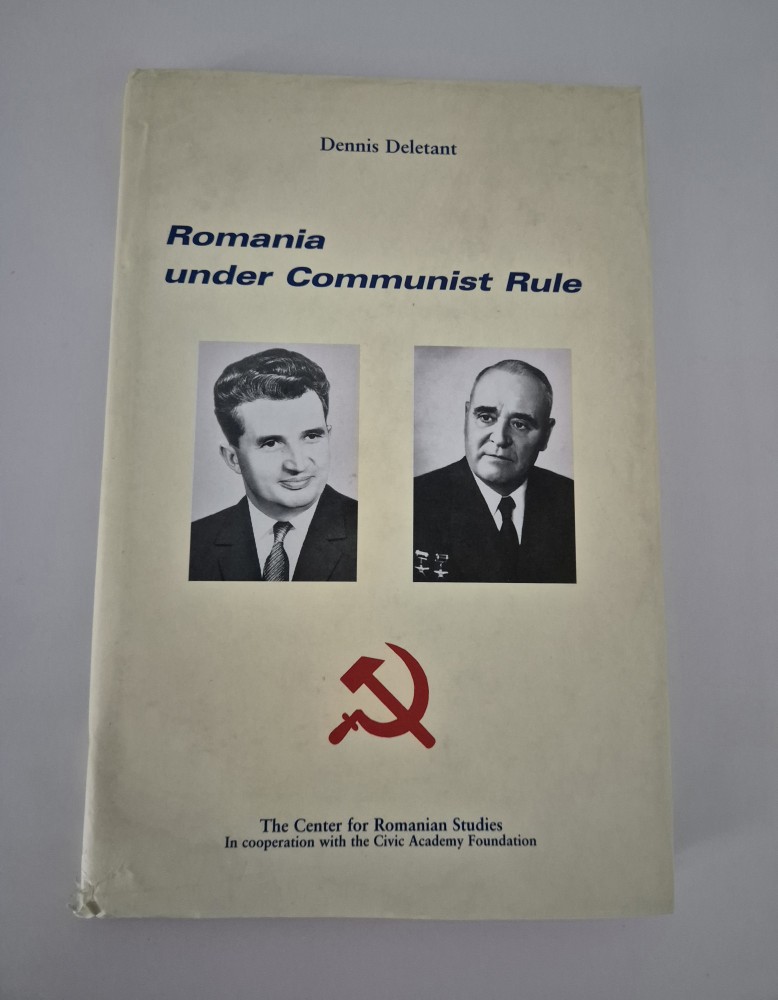 Dennis Deletant
Romania
under Communist Rule
The Center for Romanian Studies
In cooperation with the Civic Academy Foundation